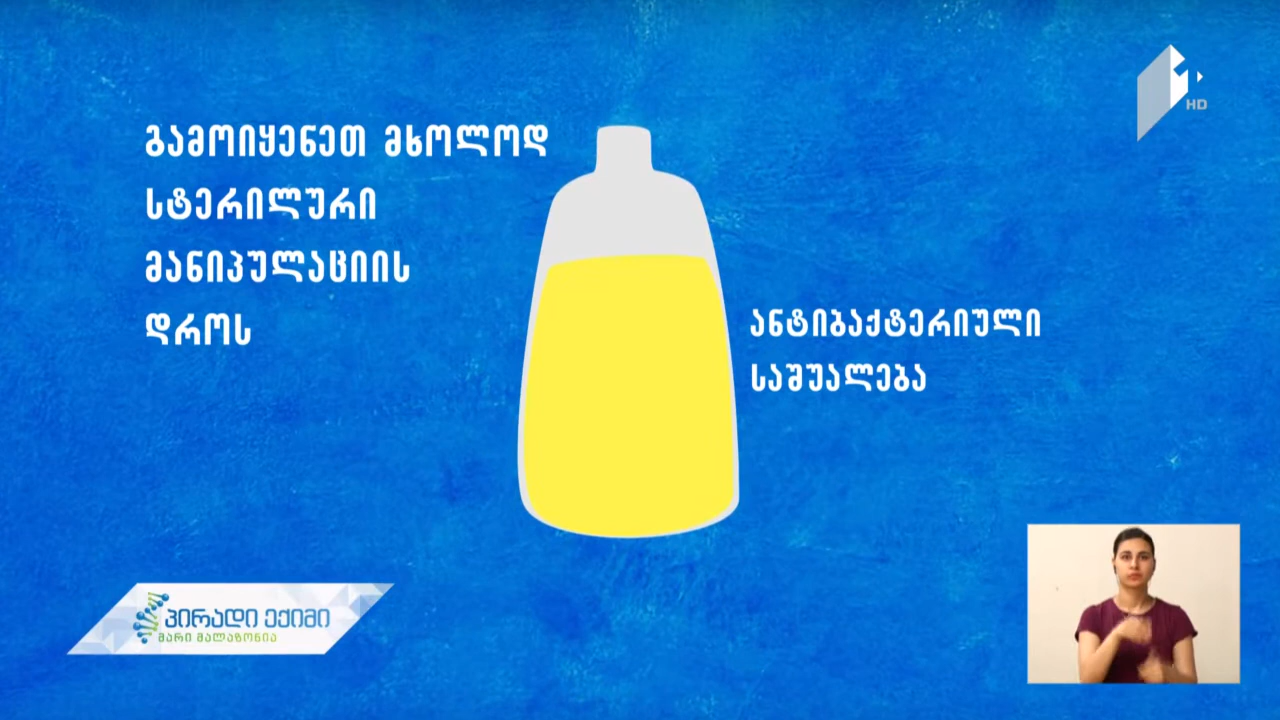 გამოიყენეთ მხოლოდ
სტერილური
მანიპულაციის
დროს
ანტიბაქტერიული
საშუალება
HD
პირადი ექიმი
მარი მალაზონია